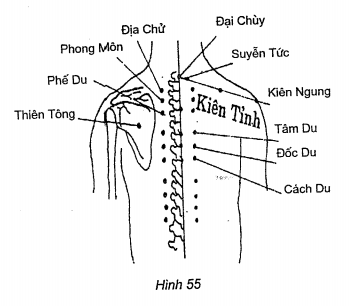 Địa Chử
Đại Chùy
Phong Môn
Suyễn Tức
Phế Du
Kiên Ngung
Kiên Tỉnh
Thiên Tông
Tâm Du
Đốc Du
Cách Du
Hình 55